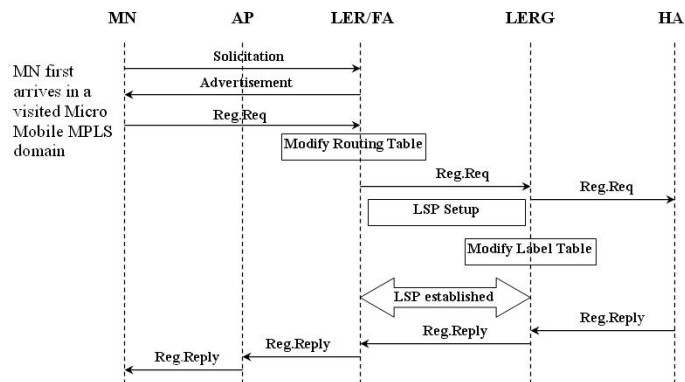 MN AP LER/FA LERG HA
Solicitation
MN first
arrives in a
visited Micro
Mobile MPLS
domain
Advertisement
Reg.Req
Modify Routing Table
Reg.Req
Reg.Req
LSP Setup
Modify Label Table
LSP established
Reg.Reply
Reg.Reply
Reg.Reply
Reg.Reply